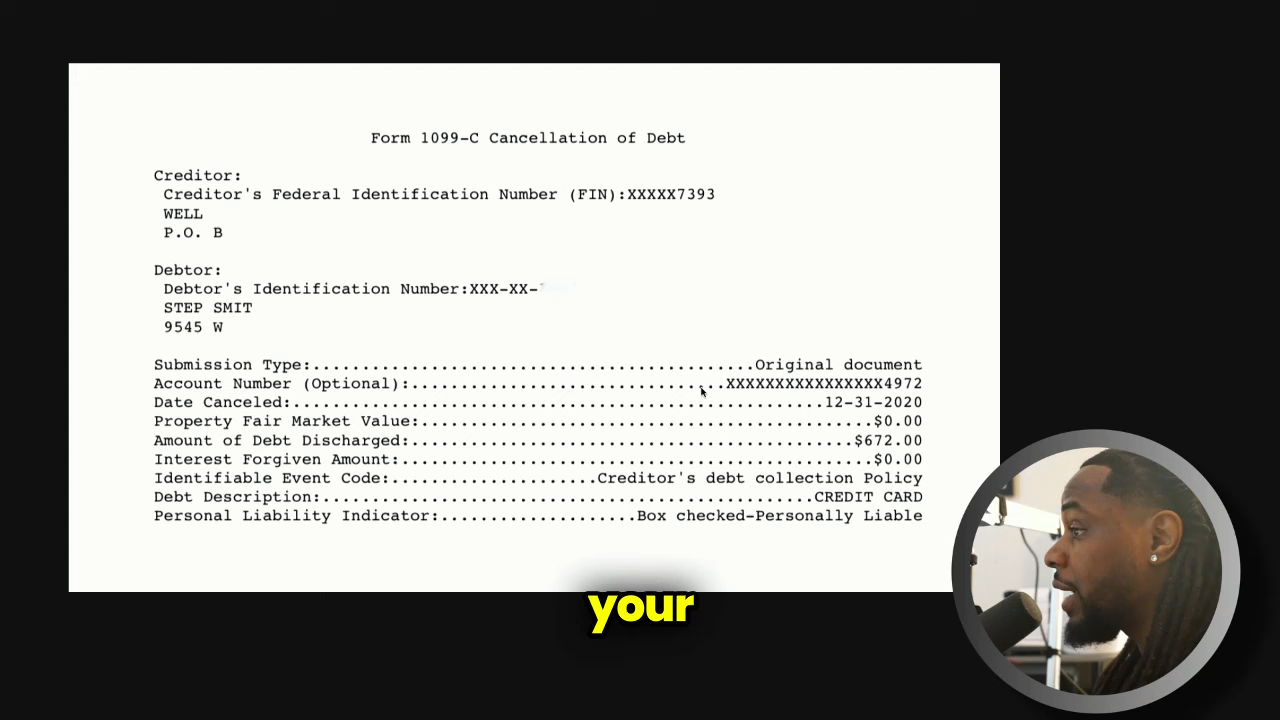 Form 1099-C Cancellation of Debt
Creditor:
Creditor's Federal Identification Number (FIN):XXXXX7393
WELL
P.O. B
Debtor:
Debtor's Identification Number:XXX-XX-
STEP SMIT
9545 W
Submission Type:.............................................Original document
Account Number (Optional):................................XXXXXXXXXXXXXXXX4972
Date Canceled:......................................................12-31-2020
Property Fair Market Value:..............................................$0.00
Amount of Debt Discharged:.............................................$672.00
Interest Forgiven Amount:................................................$0.00
Identifiable Event Code:.....................Creditor's debt collection Policy
Debt Description:..................................................CREDIT CARD
Personal Liability Indicator:....................Box checked-Personally Liable
your